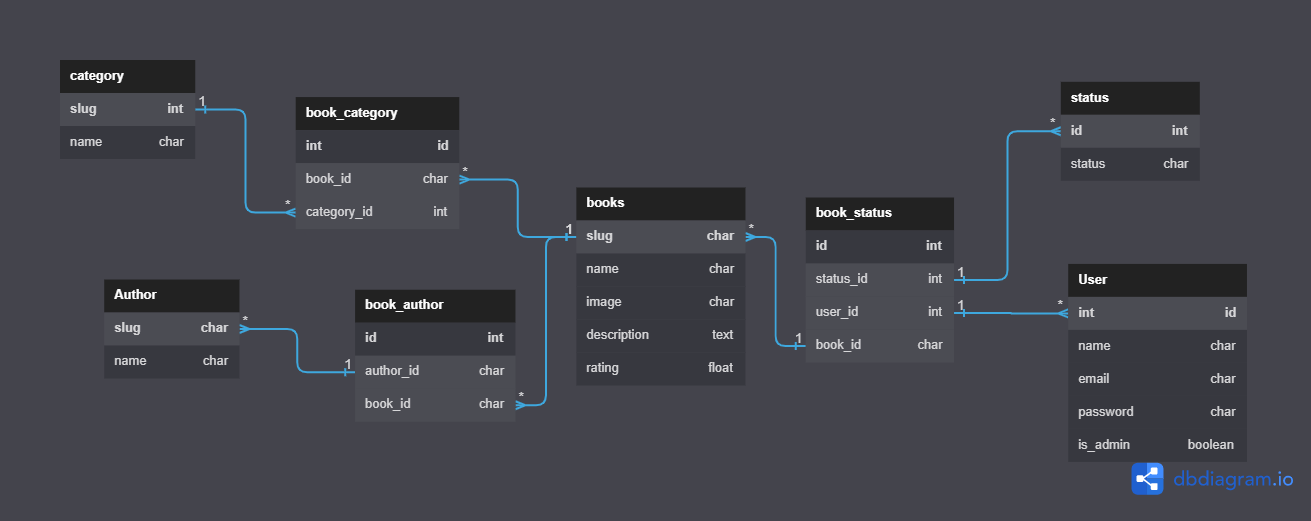 category
slug int
name char
book_category
int id
book_id char
category_id int
Author
slug char
name char
book_author
id int
author_id char
book_id char
books
slug char
name char
image char
description text
rating float
book_status
id int
status_id int
user_id int
book_id char
status
id int
status char
User
int id
name char
email char
password char
is_admin boolean
1
*
*
1
*
1
*
*
1
1
1
*
*
dbdiagram.io